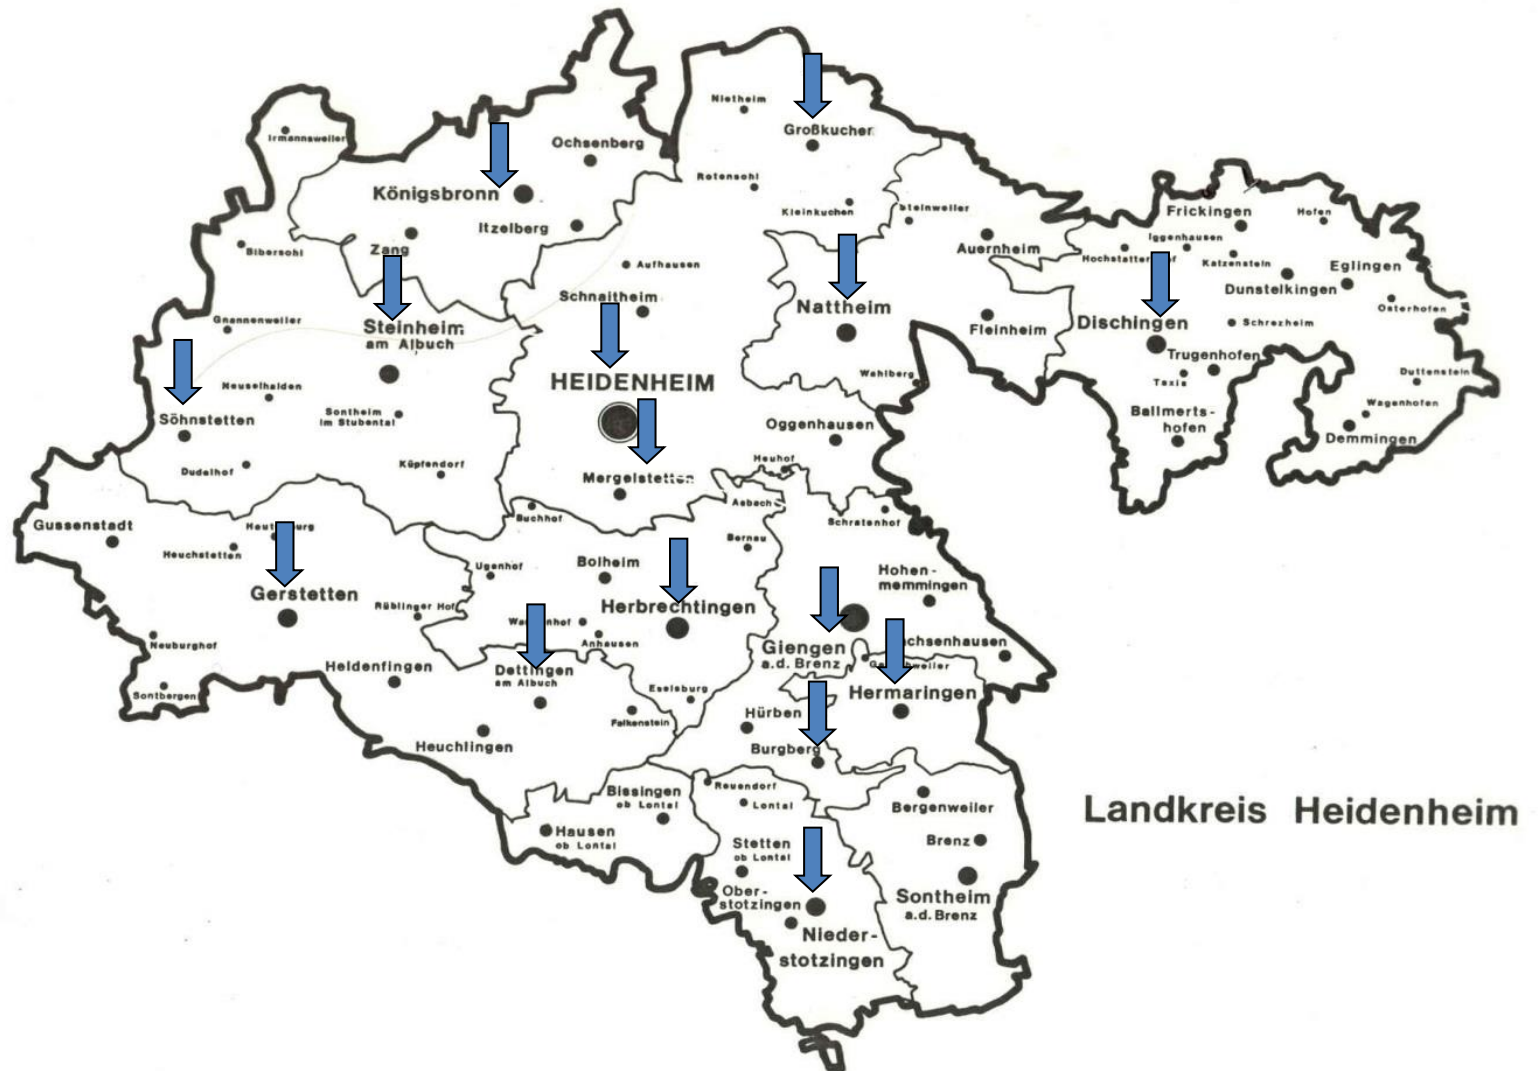 Nietheim
Großkuchen
Irmannsweiler
Ochsenberg
Rotensohl
Königsbronn
Kleinkuchen
Steinweiler
Frickingen
Hofen
Itzelberg
Zang
Iggenhausen
Auernheim
Bibersohl
Aufhausen
Katzenstein
Eglingen
Dunstelkingen
Schnaitheim
Nattheim
Osterhofen
Gnannenweiler
Steinheim
am Albuch
Fleinheim
Dischingen
Schrezheim
Trugenhofen
Neuselhalden
HEIDENHEIM
Wahlberg
Taxis
Duttenstein
Söhnstetten
Sontheim
im Stubental
Oggenhausen
Ballmerts-
hofen
Wagenhofen
Demmingen
Dudelhof
Küpfendorf
Mergelstetten
Heuhof
Asbach
Gussenstadt
Buchhof
Schratenhof
Heuchstetten
Bernau
Ugenhof
Bolheim
Hohen-
memmingen
Gerstetten
Rüblinger Hof
Herbrechtingen
Anhausen
Neuburghof
Giengen
a.d. Brenz
Heldenfingen
Dettingen
am Albuch
Sontbergen
Eselsburg
Hermaringen
Falkenstein
Hürben
Heuchlingen
Burgberg
Bissingen
ob Lontal
Reuendorf
Lontal
Bergenweiler
Landkreis Heidenheim
Hausen
ob Lontal
Stetten
ob Lontal
Brenz
Ober-
stotzingen
Sontheim
a.d. Brenz
Nieder-
stotzingen